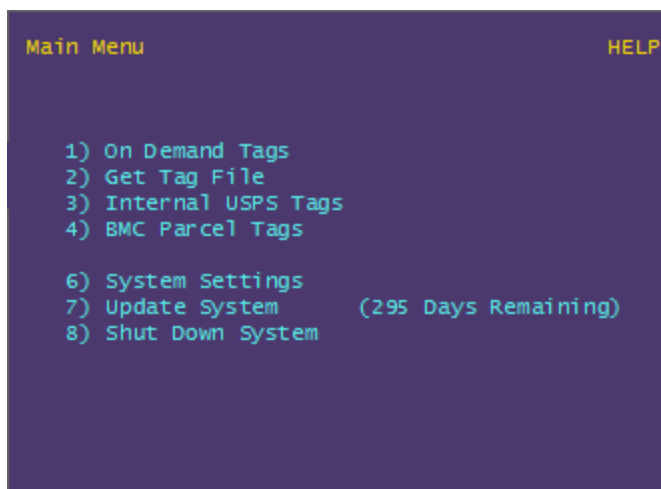 Main Menu HELP
1) On Demand Tags
2) Get Tag File
3) Internal USPS Tags
4) BMC Parcel Tags
6) System Settings
7) Update System (295 Days Remaining)
8) Shut Down System